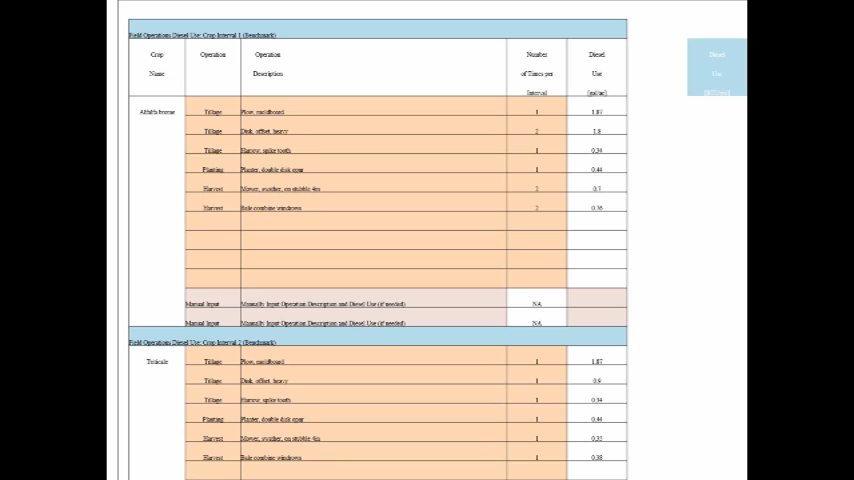 Field Operations Diesel Use: Crop Interval 1 (Benchmark)
Crop Name Operation Operation Description Number of Times per Interval Diesel Use (gal/ac)
Diesel Use
Alfalfa brome Tillage Plow, moldboard 1 1.87
Tillage Disk, offset, heavy 2 1.8
Tillage Harrow, spike tooth 1 0.34
Planting Planter, double disk opnr 1 0.44
Harvest Mower, swather, on stubble 4m 2 0.7
Harvest Bale combine windrows 2 0.76
Manual Input Manually Input Operation Description and Diesel Use (if needed) NA
Manual Input Manually Input Operation Description and Diesel Use (if needed) NA
Field Operations Diesel Use: Crop Interval 2 (Benchmark)
Triticale Tillage Plow, moldboard 1 1.87
Tillage Disk, offset, heavy 1 0.9
Tillage Harrow, spike tooth 1 0.34
Planting Planter, double disk opnr 1 0.44
Harvest Mower, swather, on stubble 4m 1 0.35
Harvest Bale combine windrows 1 0.38